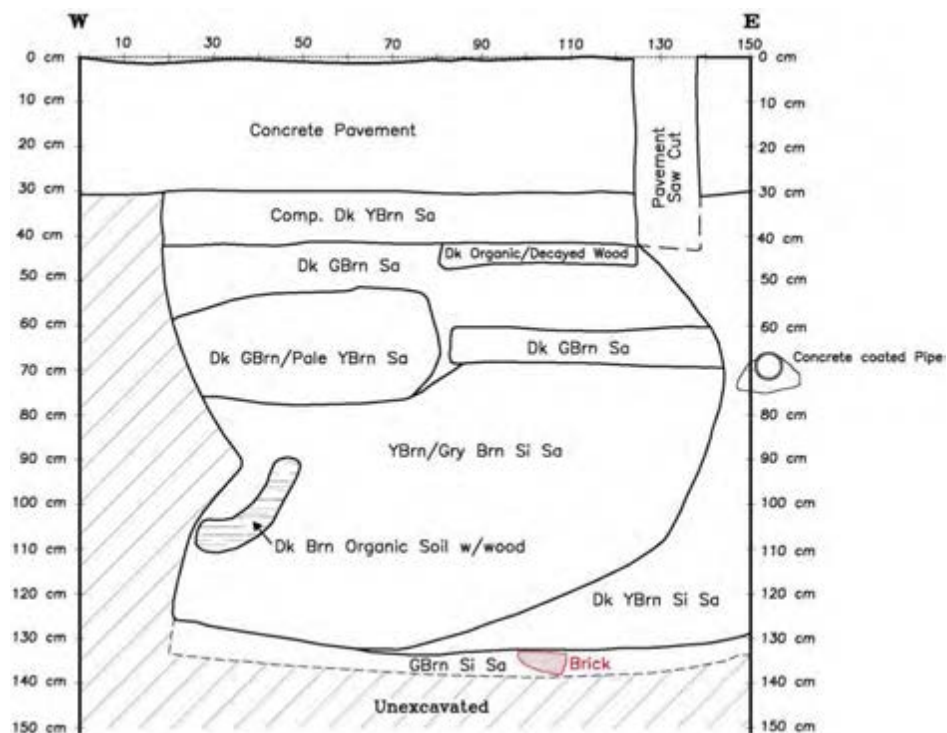 W E
10 30 50 70 90 110 130 150
0 cm 0 cm
10 cm 10 cm
Concrete Pavement
20 cm 20 cm
Pavement
Saw Cut
30 cm 30 cm
Comp. Dk YBrn Sa
40 cm 40 cm
Dk Organic/Decayed Wood
Dk GBrn Sa
50 cm 50 cm
60 cm 60 cm
Dk GBrn Sa
Dk GBrn/Pale YBrn Sa
Concrete coated Pipe
70 cm 70 cm
80 cm 80 cm
YBrn/Gry Brn Si Sa
90 cm 90 cm
100 cm 100 cm
Dk Brn Organic Soil w/wood
110 cm 110 cm
120 cm 120 cm
Dk YBrn Si Sa
130 cm 130 cm
GBrn Si Sa Brick
140 cm 140 cm
Unexcavated
150 cm 150 cm